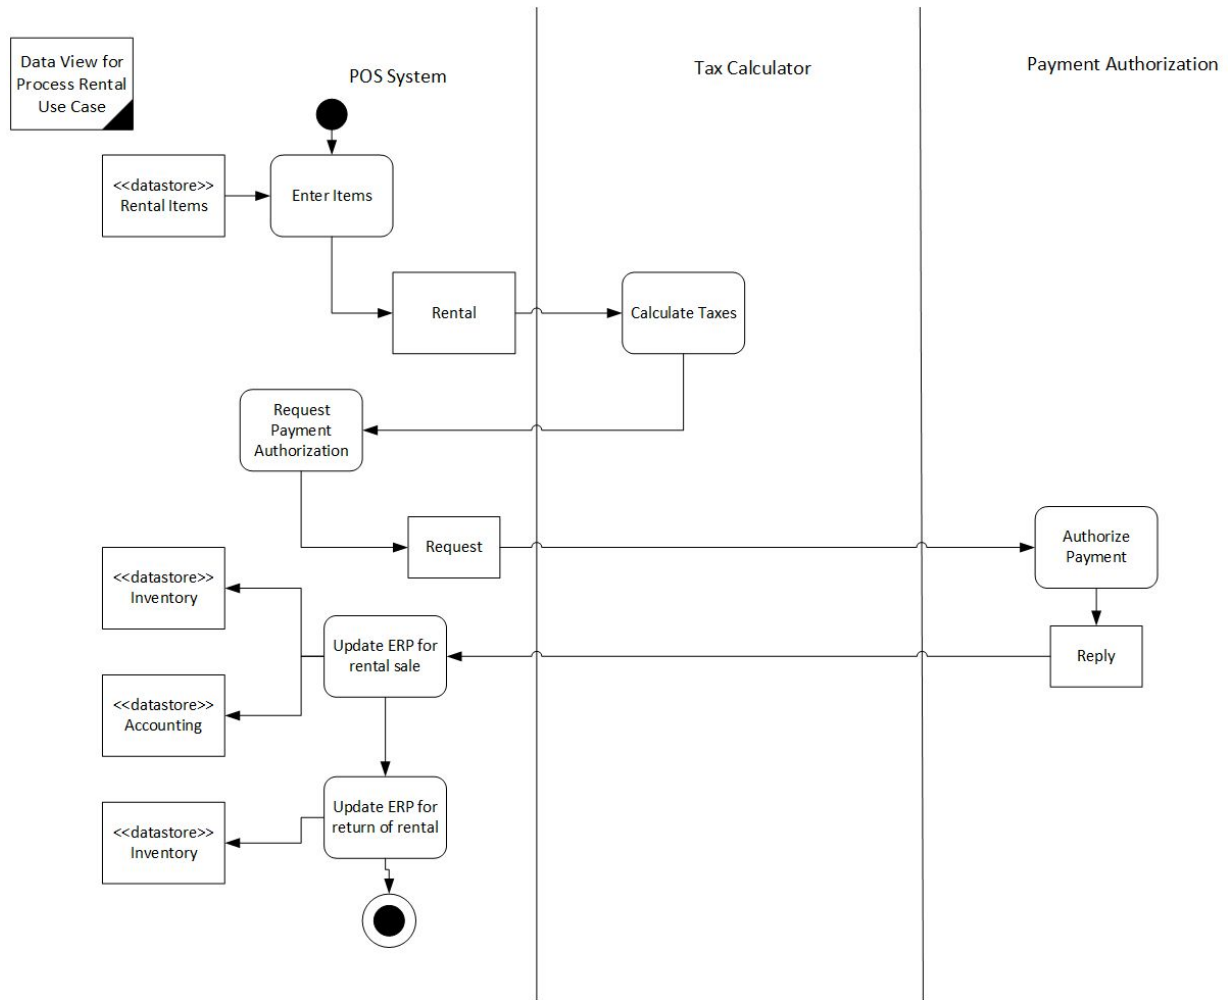 Data View for
Process Rental
Use Case
POS System
Tax Calculator
Payment Authorization
<<datastore>>
Rental Items
Enter Items
Rental
Calculate Taxes
Request
Payment
Authorization
Request
Authorize
Payment
<<datastore>>
Inventory
Update ERP for
rental sale
Reply
<<datastore>>
Accounting
Update ERP for
return of rental
<<datastore>>
Inventory